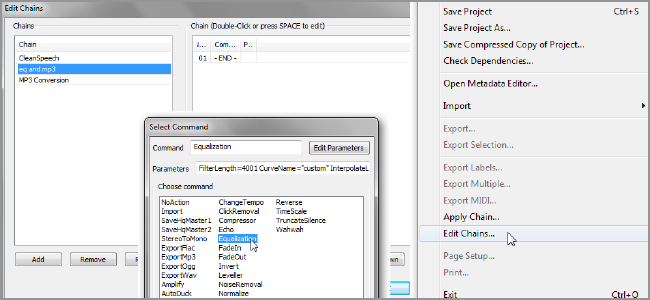 Edit Chains
Chains
Chain
CleanSpeech
eq and mp3
MP3 Conversion
Add
Remove
Chain (Double-Click or press SPACE to edit)
Com...
P...
01 - END -
Select Command
Command Equalization Edit Parameters
Parameters FilterLength=4001 CurveName="custom" InterpolateL
Choose command
NoAction ChangeTempo Reverse
Import ClickRemoval TimeScale
SaveHqMaster1 Compressor TruncateSilence
SaveHqMaster2 Echo Wahwah
StereoToMono Equalization
ExportFlac FadeIn
ExportMp3 FadeOut
ExportOgg Invert
ExportWav Leveller
Amplify NoiseRemoval
AutoDuck Normalize
Save Project Ctrl+S
Save Project As...
Save Compressed Copy of Project...
Check Dependencies...
Open Metadata Editor...
Import
Export...
Export Selection...
Export Labels...
Export Multiple...
Export MIDI...
Apply Chain...
Edit Chains...
Page Setup...
Print...
Exit Ctrl+Q